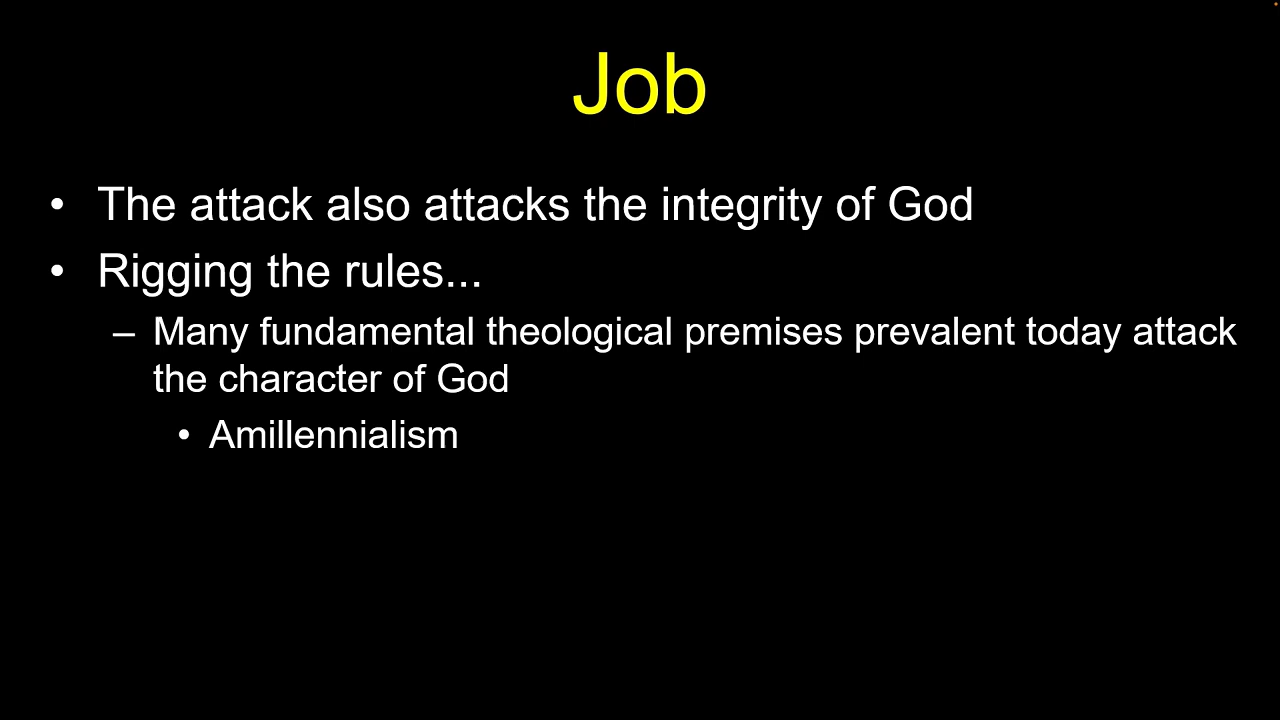 Job
• The attack also attacks the integrity of God
• Rigging the rules...
– Many fundamental theological premises prevalent today attack
the character of God
• Amillennialism